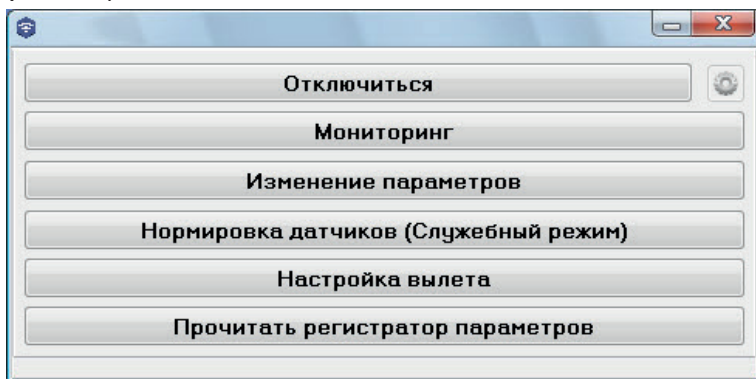 Отключиться
Мониторинг
Изменение параметров
Нормировка датчиков (Служебный режим)
Настройка вылета
Прочитать регистратор параметров